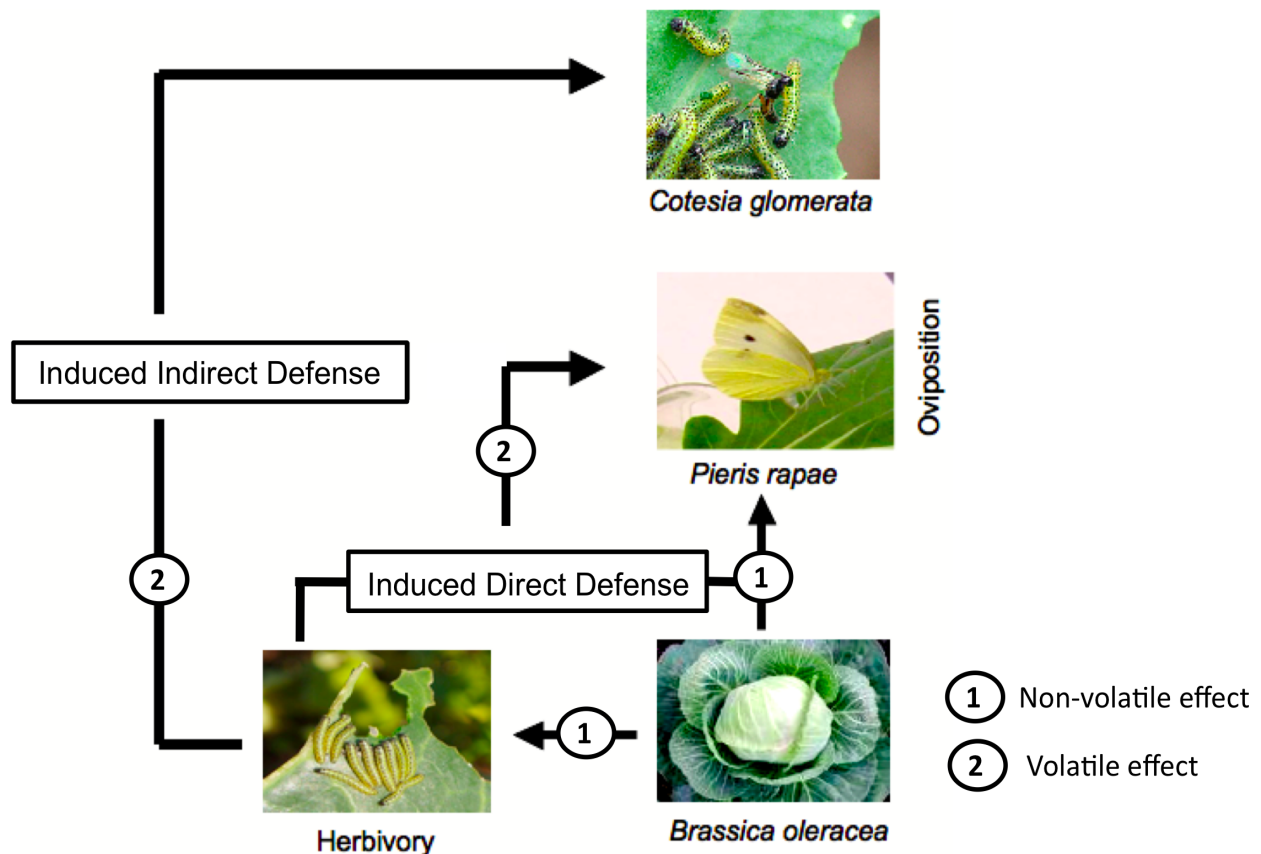 Cotesia glomerata
Induced Indirect Defense
Oviposition
2
Pieris rapae
2
Induced Direct Defense
1
1
1 Non-volatile effect
2 Volatile effect
Herbivory
Brassica oleracea